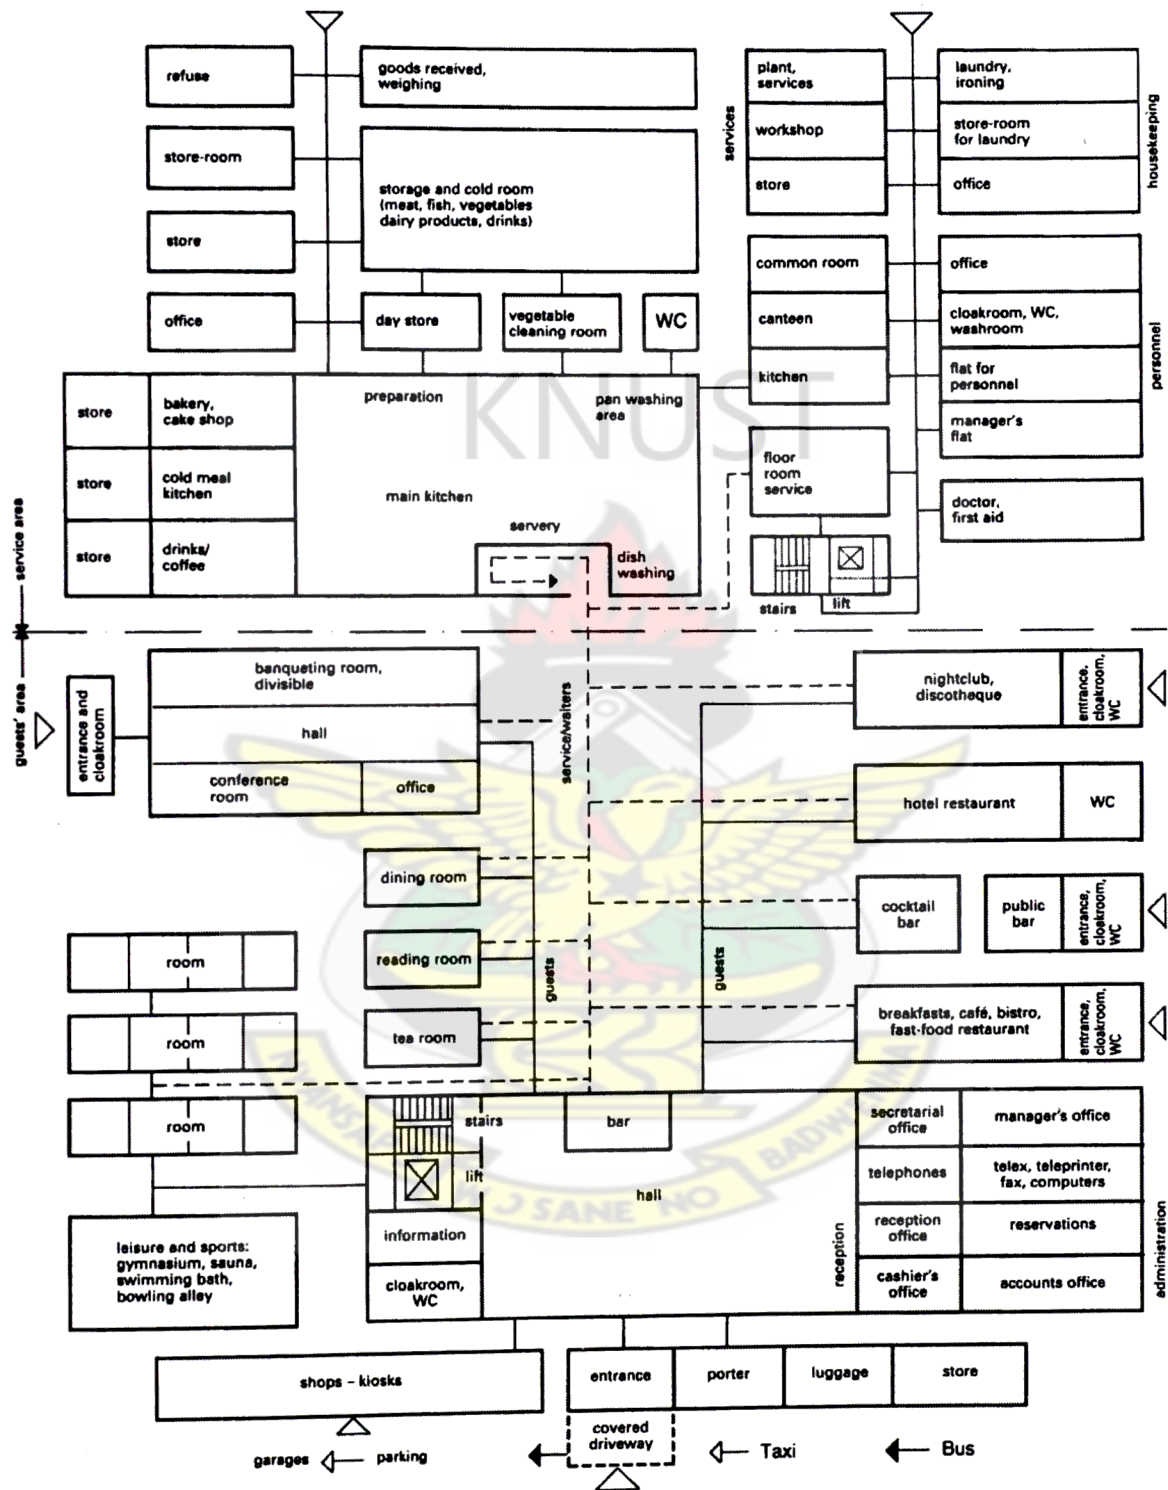 refuse
goods received,
weighing
store-room
storage and cold room
(meat, fish, vegetables
dairy products, drinks)
store
office
day store
vegetable
cleaning room
WC
plant,
services
laundry,
ironing
workshop
store-room
for laundry
store
office
services
housekeeping
common room
office
canteen
cloakroom, WC,
washroom
kitchen
flat for
personnel
manager's
flat
personnel
floor
room
service
doctor,
first aid
stairs
lift
store
bakery,
cake shop
store
cold meal
kitchen
store
drinks/
coffee
preparation
pan washing
area
main kitchen
servery
dish
washing
KNUST
service area
guests' area
entrance and
cloakroom
banqueting room,
divisible
hall
conference
room
office
service/waiters
nightclub,
discotheque
entrance,
cloakroom,
WC
hotel restaurant
WC
dining room
cocktail
bar
public
bar
entrance,
cloakroom,
WC
reading room
guests
guests
tea room
breakfasts, café, bistro,
fast-food restaurant
entrance,
cloakroom,
WC
room
room
room
stairs
lift
bar
hall
information
cloakroom,
WC
leisure and sports:
gymnasium, sauna,
swimming bath,
bowling alley
reception
secretarial
office
manager's office
telephones
telex, teleprinter,
fax, computers
reception
office
reservations
cashier's
office
accounts office
administration
SANE NO
BADWENMA
shops – kiosks
entrance
porter
luggage
store
covered
driveway
garages
parking
Taxi
Bus